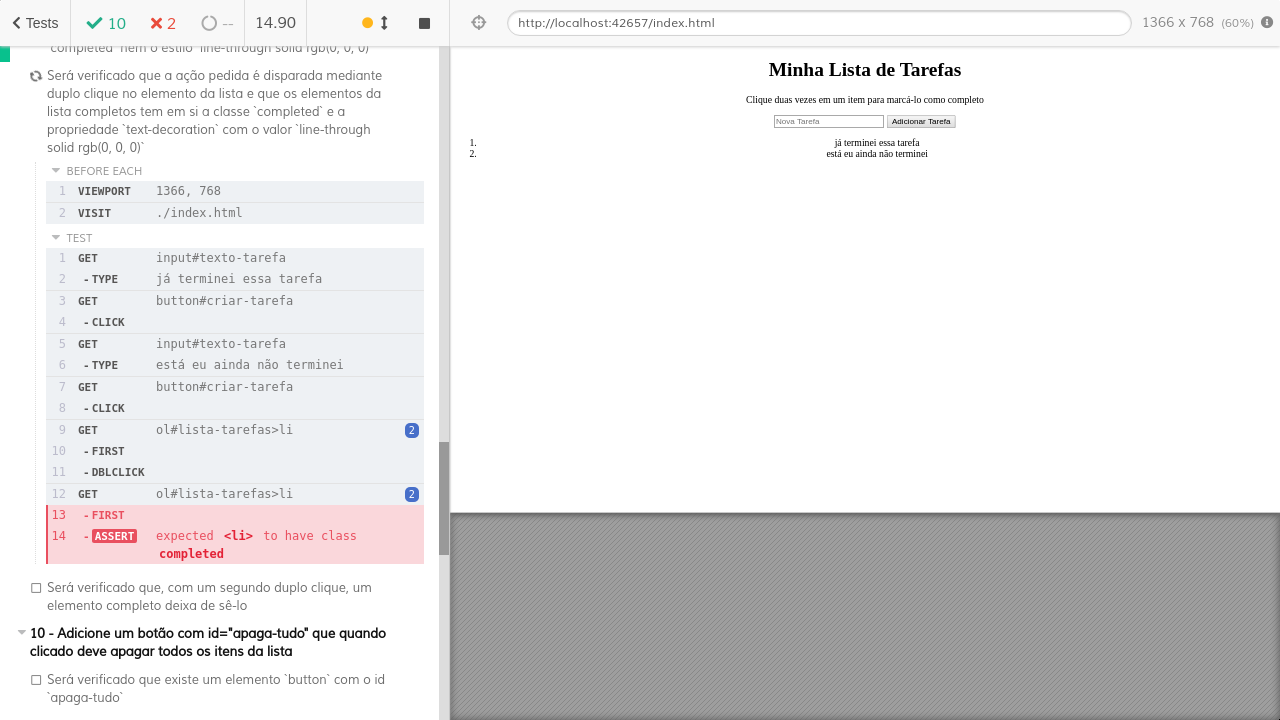 Tests
10
2
--
14.90
http://localhost:42657/index.html
1366 x 768 (60%)
`completed` nem o estilo `line-through solid rgb(0, 0, 0)`
Será verificado que a ação pedida é disparada mediante
duplo clique no elemento da lista e que os elementos da
lista completos tem em si a classe `completed` e a
propriedade `text-decoration` com o valor `line-through
solid rgb(0, 0, 0)`
BEFORE EACH
1 VIEWPORT 1366, 768
2 VISIT ./index.html
TEST
1 GET input#texto-tarefa
2 -TYPE já terminei essa tarefa
3 GET button#criar-tarefa
4 -CLICK
5 GET input#texto-tarefa
6 -TYPE está eu ainda não terminei
7 GET button#criar-tarefa
8 -CLICK
9 GET ol#lista-tarefas>li 2
10 -FIRST
11 -DBLCLICK
12 GET ol#lista-tarefas>li 2
13 -FIRST
14 -ASSERT expected <li> to have class
completed
Será verificado que, com um segundo duplo clique, um
elemento completo deixa de sê-lo
10 - Adicione um botão com id="apaga-tudo" que quando
clicado deve apagar todos os itens da lista
Será verificado que existe um elemento `button` com o id
`apaga-tudo`
Minha Lista de Tarefas
Clique duas vezes em um item para marcá-lo como completo
Nova Tarefa
Adicionar Tarefa
1. já terminei essa tarefa
2. está eu ainda não terminei